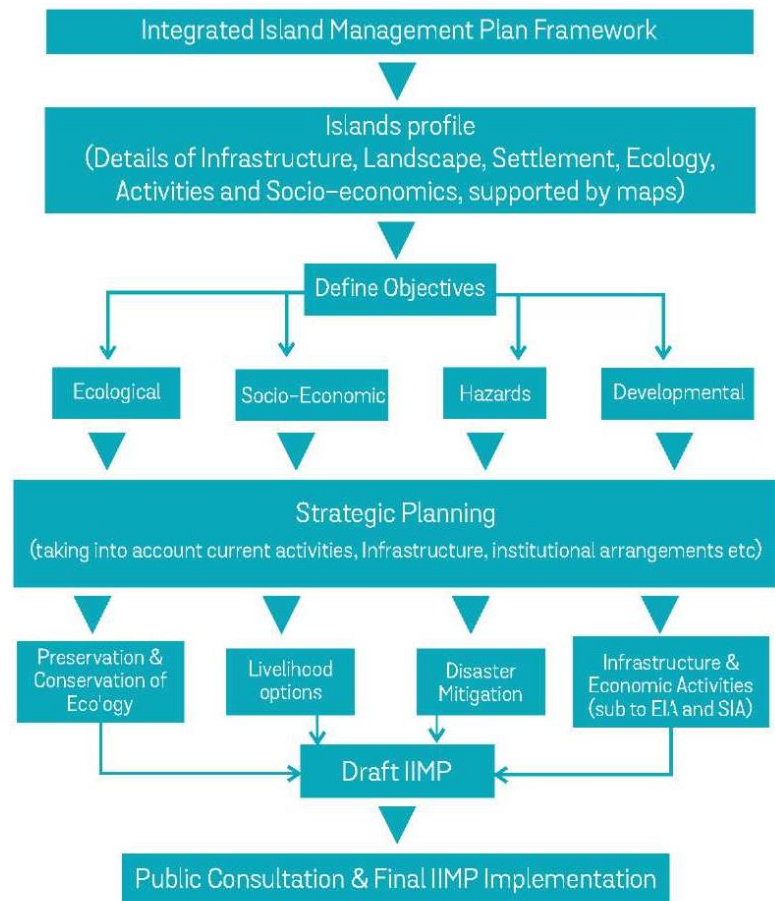 Integrated Island Management Plan Framework
Islands profile
(Details of Infrastructure, Landscape, Settlement, Ecology,
Activities and Socio-economics, supported by maps)
Define Objectives
Ecological
Socio-Economic
Hazards
Developmental
Strategic Planning
(taking into account current activities, Infrastructure, institutional arrangements etc)
Preservation &
Conservation of
Ecology
Livelihood
options
Disaster
Mitigation
Infrastructure &
Economic Activities
(sub to EIA and SIA)
Draft IIMP
Public Consultation & Final IIMP Implementation